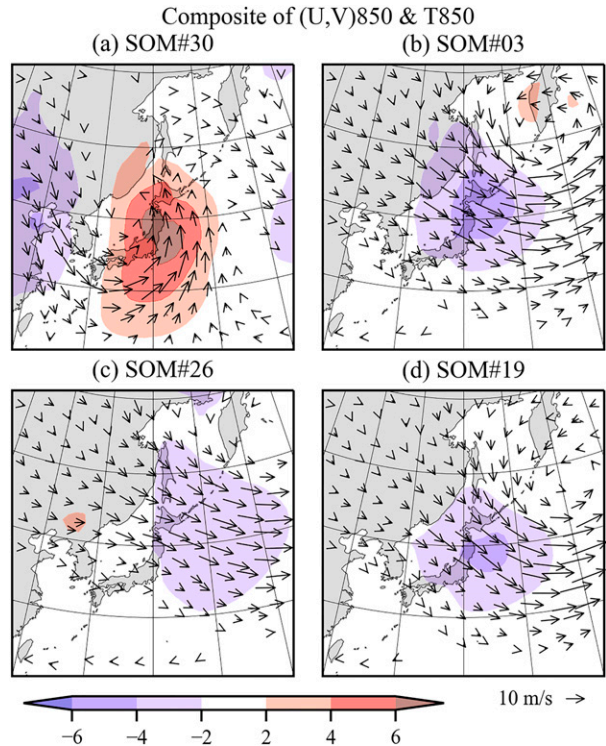 Composite of (U,V)850 & T850
(a) SOM#30
(b) SOM#03
(c) SOM#26
(d) SOM#19
−6 −4 −2 2 4 6
10 m/s